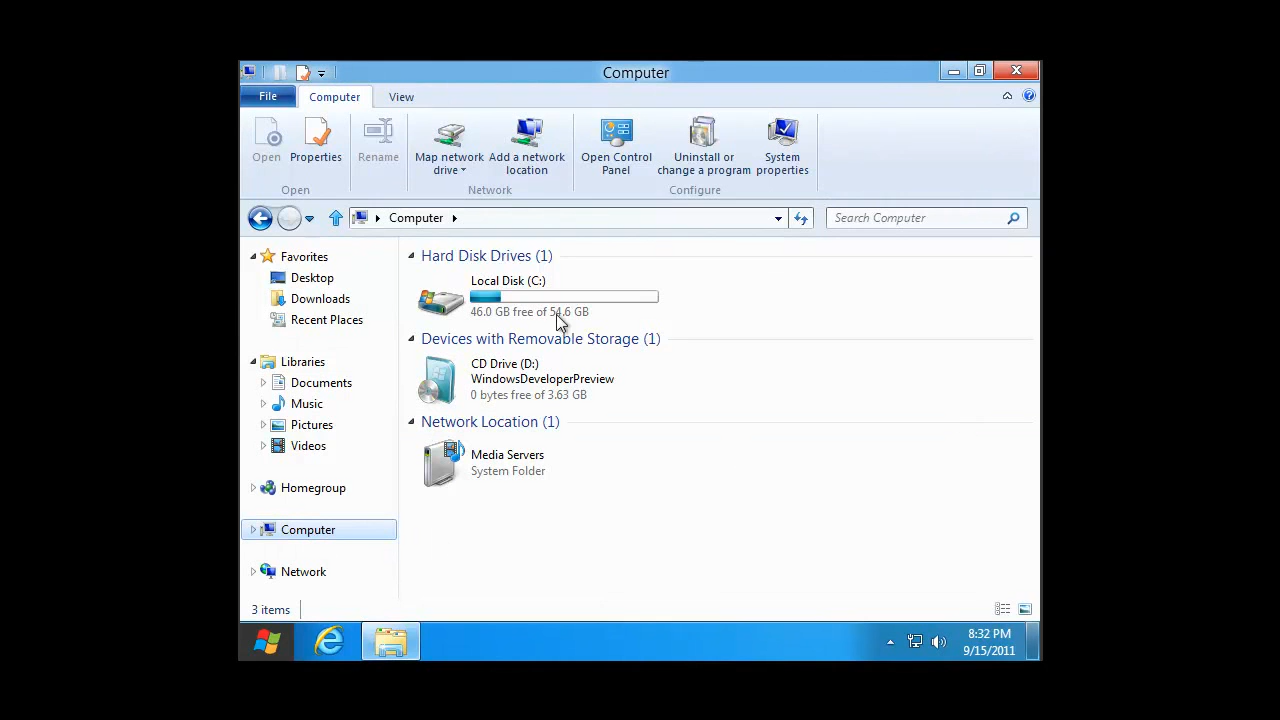 Computer
File
Computer
View
Open
Properties
Rename
Map network drive
Add a network location
Open Control Panel
Uninstall or change a program
System properties
Open
Network
Configure
Computer
Search Computer
Favorites
Desktop
Downloads
Recent Places
Libraries
Documents
Music
Pictures
Videos
Homegroup
Computer
Network
Hard Disk Drives (1)
Local Disk (C:)
46.0 GB free of 54.6 GB
Devices with Removable Storage (1)
CD Drive (D:)
WindowsDeveloperPreview
0 bytes free of 3.63 GB
Network Location (1)
Media Servers
System Folder
3 items
8:32 PM
9/15/2011